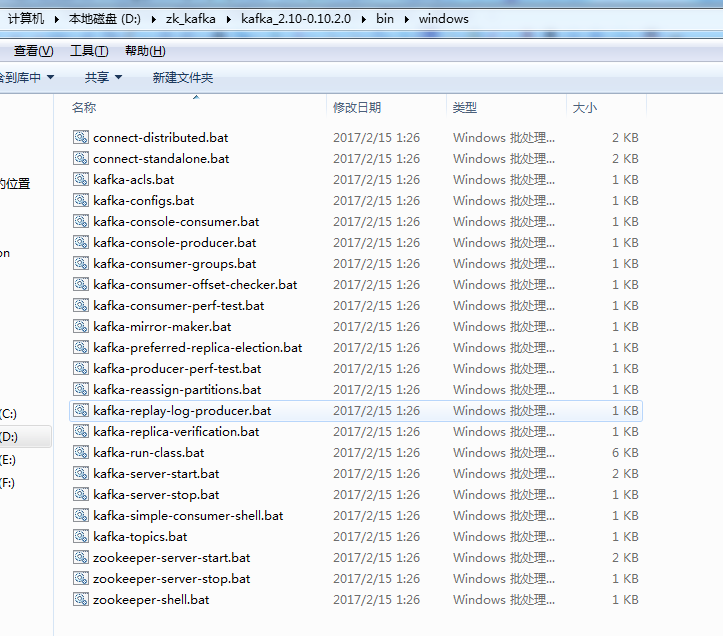 计算机 ▸ 本地磁盘 (D:) ▸ zk_kafka ▸ kafka_2.10-0.10.2.0 ▸ bin ▸ windows
查看(V) 工具(T) 帮助(H)
含到库中 共享 新建文件夹
名称 修改日期 类型 大小
connect-distributed.bat 2017/2/15 1:26 Windows 批处理... 2 KB
connect-standalone.bat 2017/2/15 1:26 Windows 批处理... 2 KB
kafka-acls.bat 2017/2/15 1:26 Windows 批处理... 1 KB
的位置
kafka-configs.bat 2017/2/15 1:26 Windows 批处理... 1 KB
kafka-console-consumer.bat 2017/2/15 1:26 Windows 批处理... 1 KB
kafka-console-producer.bat 2017/2/15 1:26 Windows 批处理... 1 KB
on
kafka-consumer-groups.bat 2017/2/15 1:26 Windows 批处理... 1 KB
kafka-consumer-offset-checker.bat 2017/2/15 1:26 Windows 批处理... 1 KB
kafka-consumer-perf-test.bat 2017/2/15 1:26 Windows 批处理... 1 KB
kafka-mirror-maker.bat 2017/2/15 1:26 Windows 批处理... 1 KB
kafka-preferred-replica-election.bat 2017/2/15 1:26 Windows 批处理... 1 KB
kafka-producer-perf-test.bat 2017/2/15 1:26 Windows 批处理... 1 KB
kafka-reassign-partitions.bat 2017/2/15 1:26 Windows 批处理... 1 KB
kafka-replay-log-producer.bat 2017/2/15 1:26 Windows 批处理... 1 KB
(C:)
kafka-replica-verification.bat 2017/2/15 1:26 Windows 批处理... 1 KB
(D:)
kafka-run-class.bat 2017/2/15 1:26 Windows 批处理... 6 KB
(E:)
kafka-server-start.bat 2017/2/15 1:26 Windows 批处理... 2 KB
(F:)
kafka-server-stop.bat 2017/2/15 1:26 Windows 批处理... 1 KB
kafka-simple-consumer-shell.bat 2017/2/15 1:26 Windows 批处理... 1 KB
kafka-topics.bat 2017/2/15 1:26 Windows 批处理... 1 KB
zookeeper-server-start.bat 2017/2/15 1:26 Windows 批处理... 2 KB
zookeeper-server-stop.bat 2017/2/15 1:26 Windows 批处理... 1 KB
zookeeper-shell.bat 2017/2/15 1:26 Windows 批处理... 1 KB